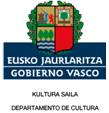 EUSKO JAURLARITZA
GOBIERNO VASCO
KULTURA SAILA
DEPARTAMENTO DE CULTURA